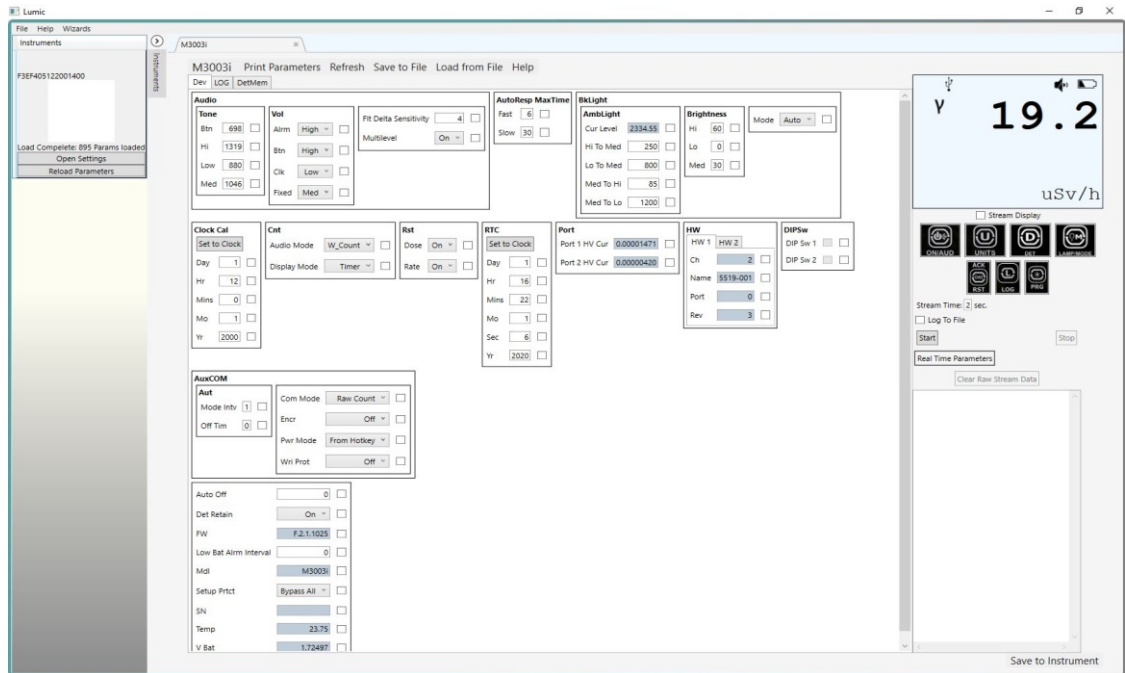 Lumic
File Help Wizards
Instruments
F3EF405122001400
Load Compelete: 895 Params loaded
Open Settings
Reload Parameters
Instruments
M3003i
M3003i Print Parameters Refresh Save to File Load from File Help
Dev LOG DetMem
Audio
Tone
Btn 698
Hi 1319
Low 880
Med 1046
Vol
Alrm High
Btn High
Clk Low
Fixed Med
Flt Delta Sensitivity 4
Multilevel On
AutoResp MaxTime
Fast 6
Slow 30
BkLight
AmbLight
Cur Level 2334.55
Hi To Med 250
Lo To Med 800
Med To Hi 85
Med To Lo 1200
Brightness
Hi 60
Lo 0
Med 30
Mode Auto
Clock Cal
Set to Clock
Day 1
Hr 12
Mins 0
Mo 1
Yr 2000
Cnt
Audio Mode W_Count
Display Mode Timer
Rst
Dose On
Rate On
RTC
Set to Clock
Day 1
Hr 16
Mins 22
Mo 1
Sec 6
Yr 2020
Port
Port 1 HV Cur 0.00001471
Port 2 HV Cur 0.00000420
HW
HW 1 HW 2
Ch 2
Name 5519-001
Port 0
Rev 3
DIPSw
DIP Sw 1
DIP Sw 2
AuxCOM
Aut
Mode Intv 1
Off Tim 0
Com Mode Raw Count
Encr Off
Pwr Mode From Hotkey
Wri Prot Off
Auto Off 0
Det Retain On
FW F.2.1.1025
Low Bat Alrm Interval 0
Mdl M3003i
Setup Prtct Bypass All
SN
Temp 23.75
V Bat 1.72497
γ 19.2
uSv/h
Stream Display
ON/AUD
U
UNITS
D
DET
M
LAMP/MODE
ACK
RST
L
LOG
PRG
Stream Time: 2 sec.
Log To File
Start Stop
Real Time Parameters
Clear Raw Stream Data
Save to Instrument